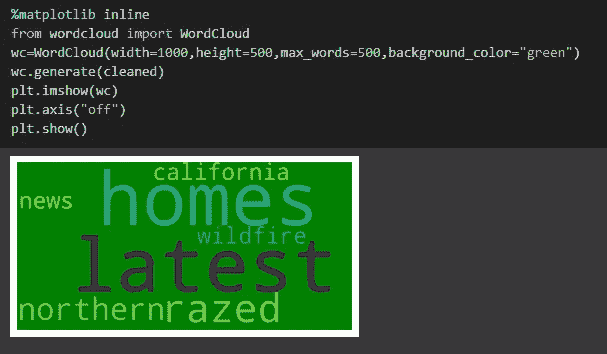 %matplotlib inline
from wordcloud import WordCloud
wc=WordCloud(width=1000,height=500,max_words=500,background_color="green")
wc.generate(cleaned)
plt.imshow(wc)
plt.axis("off")
plt.show()
california
homes
news
wildfire
latest
northern razed